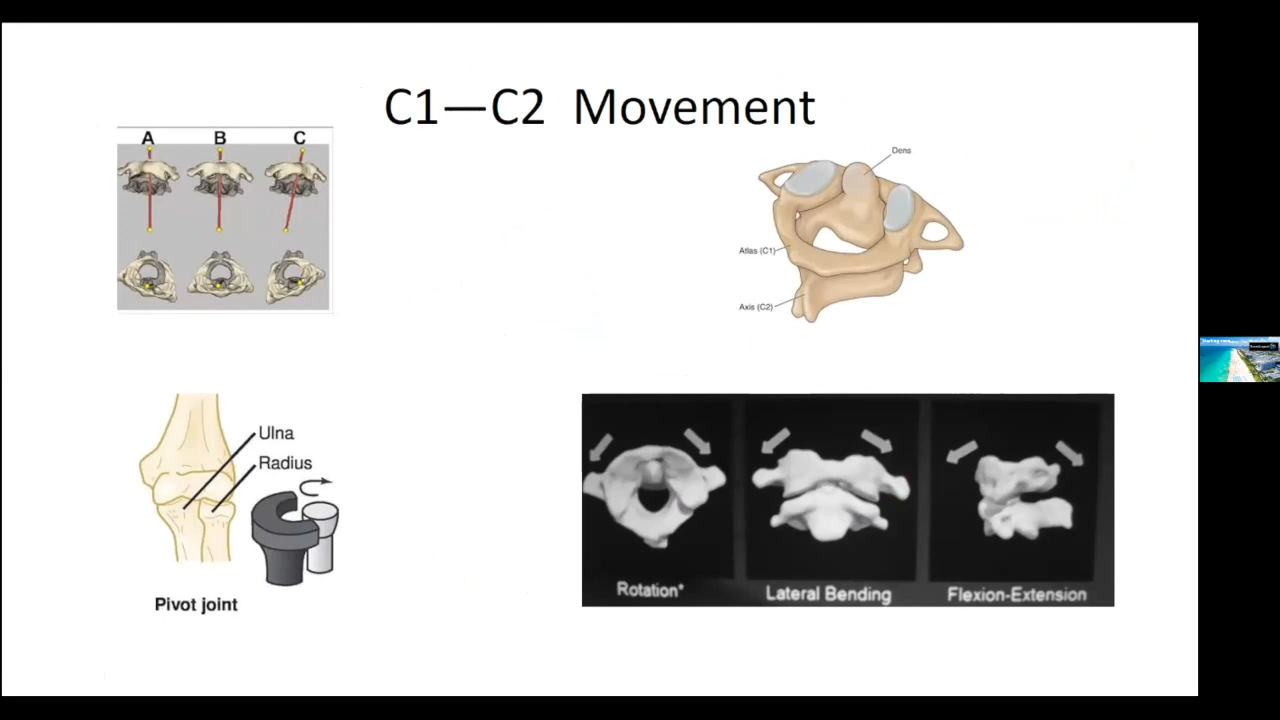 C1—C2 Movement
A B C
Dens
Atlas (C1)
Axis (C2)
Ulna
Radius
Pivot joint
Rotation*
Lateral Bending
Flexion-Extension